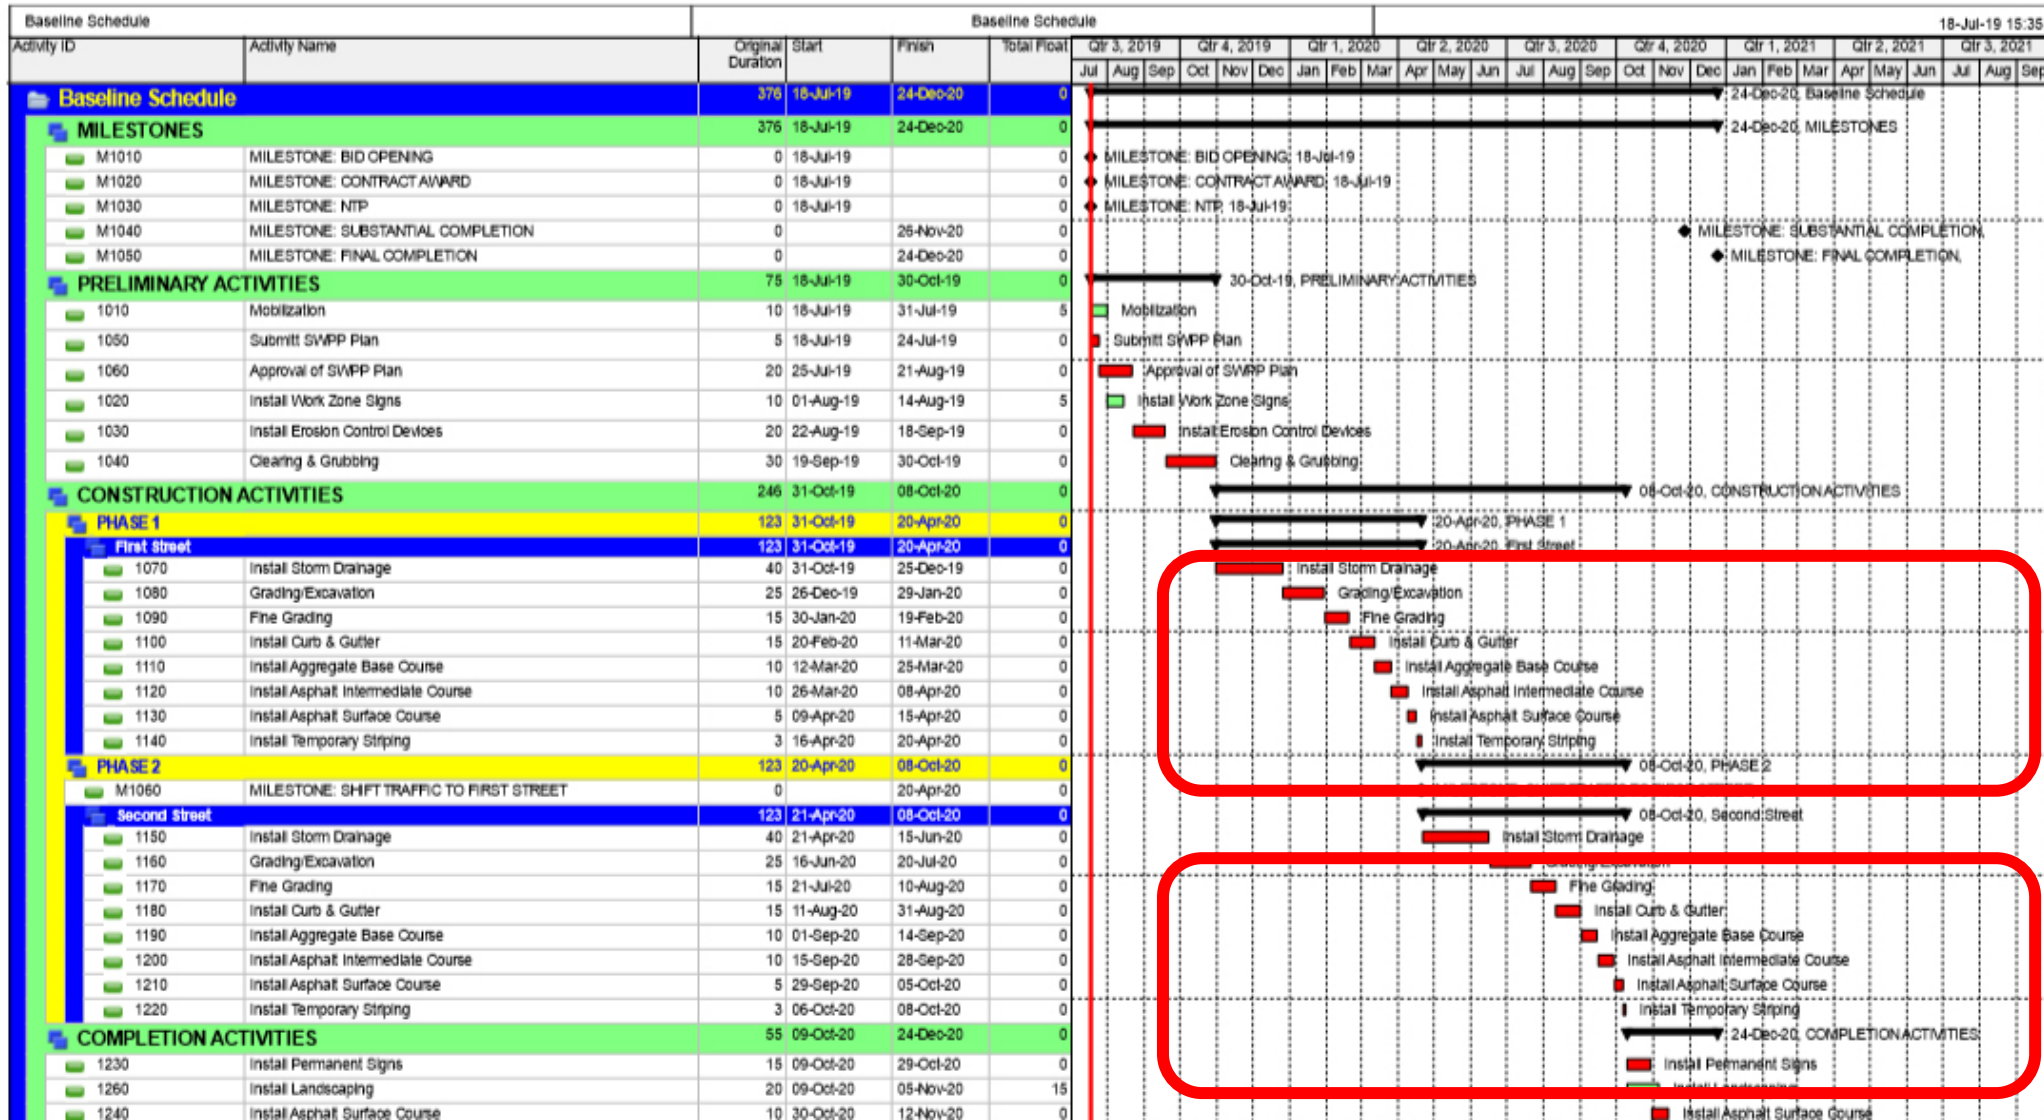 Baseline Schedule Baseline Schedule 18-Jul-19 15:35
Activity ID Activity Name Original Duration Start Finish Total Float Qtr 3, 2019 Qtr 4, 2019 Qtr 1, 2020 Qtr 2, 2020 Qtr 3, 2020 Qtr 4, 2020 Qtr 1, 2021 Qtr 2, 2021 Qtr 3, 2021
Jul Aug Sep Oct Nov Dec Jan Feb Mar Apr May Jun Jul Aug Sep Oct Nov Dec Jan Feb Mar Apr May Jun Jul Aug Sep
Baseline Schedule 376 18-Jul-19 24-Dec-20 0 24-Dec-20, Baseline Schedule
MILESTONES 376 18-Jul-19 24-Dec-20 0 24-Dec-20, MILESTONES
M1010 MILESTONE: BID OPENING 0 18-Jul-19 0 MILESTONE: BID OPENING, 18-Jul-19
M1020 MILESTONE: CONTRACT AWARD 0 18-Jul-19 0 MILESTONE: CONTRACT AWARD, 18-Jul-19
M1030 MILESTONE: NTP 0 18-Jul-19 0 MILESTONE: NTP, 18-Jul-19
M1040 MILESTONE: SUBSTANTIAL COMPLETION 0 26-Nov-20 0 MILESTONE: SUBSTANTIAL COMPLETION,
M1050 MILESTONE: FINAL COMPLETION 0 24-Dec-20 0 MILESTONE: FINAL COMPLETION,
PRELIMINARY ACTIVITIES 75 18-Jul-19 30-Oct-19 0 30-Oct-19, PRELIMINARY ACTIVITIES
1010 Mobilization 10 18-Jul-19 31-Jul-19 5 Mobilization
1050 Submitt SWPP Plan 5 18-Jul-19 24-Jul-19 0 Submitt SWPP Plan
1060 Approval of SWPP Plan 20 25-Jul-19 21-Aug-19 0 Approval of SWPP Plan
1020 Install Work Zone Signs 10 01-Aug-19 14-Aug-19 5 Install Work Zone Signs
1030 Install Erosion Control Devices 20 22-Aug-19 18-Sep-19 0 Install Erosion Control Devices
1040 Clearing & Grubbing 30 19-Sep-19 30-Oct-19 0 Clearing & Grubbing
CONSTRUCTION ACTIVITIES 246 31-Oct-19 08-Oct-20 0 08-Oct-20, CONSTRUCTION ACTIVITIES
PHASE 1 123 31-Oct-19 20-Apr-20 0 20-Apr-20, PHASE 1
First Street 123 31-Oct-19 20-Apr-20 0 20-Apr-20, First Street
1070 Install Storm Drainage 40 31-Oct-19 25-Dec-19 0 Install Storm Drainage
1080 Grading/Excavation 25 26-Dec-19 29-Jan-20 0 Grading/Excavation
1090 Fine Grading 15 30-Jan-20 19-Feb-20 0 Fine Grading
1100 Install Curb & Gutter 15 20-Feb-20 11-Mar-20 0 Install Curb & Gutter
1110 Install Aggregate Base Course 10 12-Mar-20 25-Mar-20 0 Install Aggregate Base Course
1120 Install Asphalt Intermediate Course 10 26-Mar-20 08-Apr-20 0 Install Asphalt Intermediate Course
1130 Install Asphalt Surface Course 5 09-Apr-20 15-Apr-20 0 Install Asphalt Surface Course
1140 Install Temporary Striping 3 16-Apr-20 20-Apr-20 0 Install Temporary Striping
PHASE 2 123 20-Apr-20 08-Oct-20 0 08-Oct-20, PHASE 2
M1060 MILESTONE: SHIFT TRAFFIC TO FIRST STREET 0 20-Apr-20 0
Second Street 123 21-Apr-20 08-Oct-20 0 08-Oct-20, Second Street
1150 Install Storm Drainage 40 21-Apr-20 15-Jun-20 0 Install Storm Drainage
1160 Grading/Excavation 25 16-Jun-20 20-Jul-20 0
1170 Fine Grading 15 21-Jul-20 10-Aug-20 0 Fine Grading
1180 Install Curb & Gutter 15 11-Aug-20 31-Aug-20 0 Install Curb & Gutter
1190 Install Aggregate Base Course 10 01-Sep-20 14-Sep-20 0 Install Aggregate Base Course
1200 Install Asphalt Intermediate Course 10 15-Sep-20 28-Sep-20 0 Install Asphalt Intermediate Course
1210 Install Asphalt Surface Course 5 29-Sep-20 05-Oct-20 0 Install Asphalt Surface Course
1220 Install Temporary Striping 3 06-Oct-20 08-Oct-20 0 Install Temporary Striping
COMPLETION ACTIVITIES 55 09-Oct-20 24-Dec-20 0 24-Dec-20, COMPLETION ACTIVITIES
1230 Install Permanent Signs 15 09-Oct-20 29-Oct-20 0 Install Permanent Signs
1260 Install Landscaping 20 09-Oct-20 05-Nov-20 15
1240 Install Asphalt Surface Course 10 30-Oct-20 12-Nov-20 0 Install Asphalt Surface Course